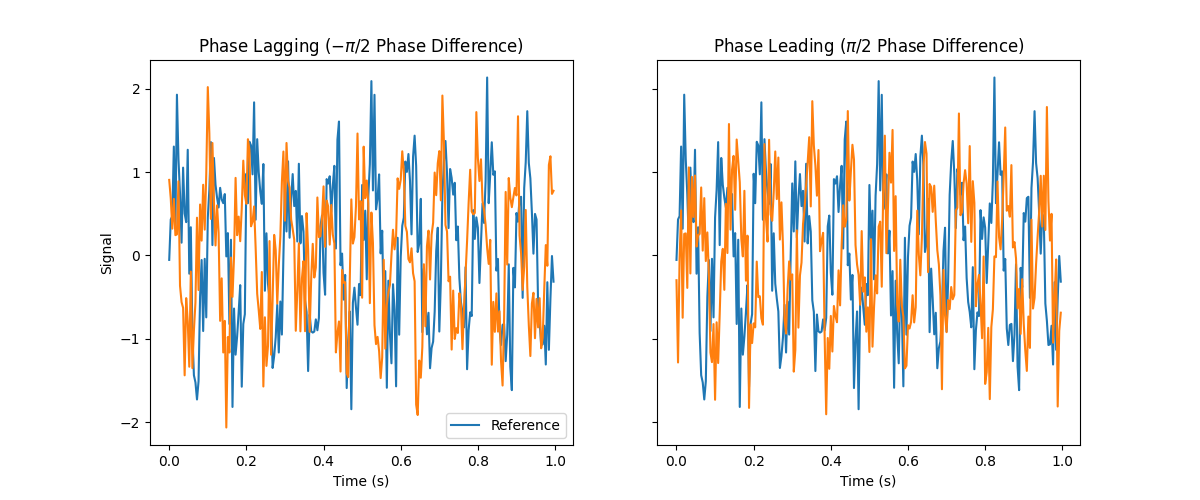 Phase Lagging (−π/2 Phase Difference)
Phase Leading (π/2 Phase Difference)
Signal
2
1
0
−1
−2
Reference
0.0 0.2 0.4 0.6 0.8 1.0
0.0 0.2 0.4 0.6 0.8 1.0
Time (s)
Time (s)